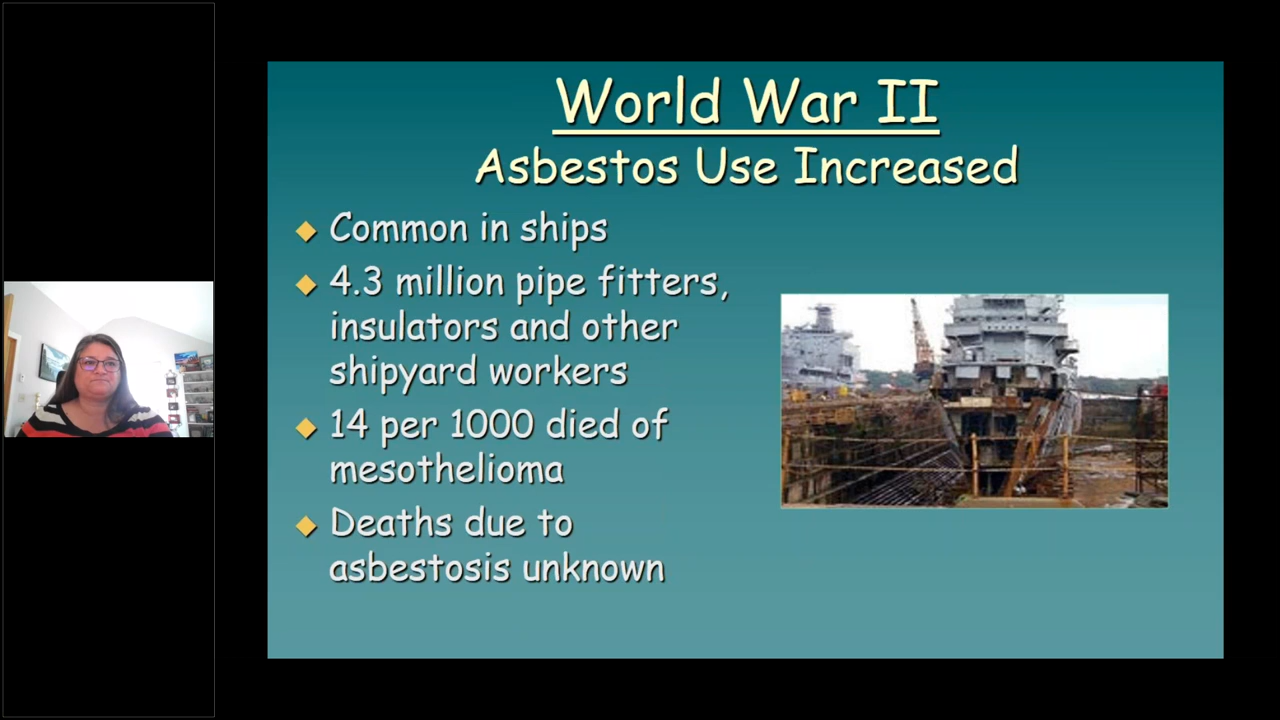 World War II
Asbestos Use Increased
Common in ships
4.3 million pipe fitters,
insulators and other
shipyard workers
14 per 1000 died of
mesothelioma
Deaths due to
asbestosis unknown